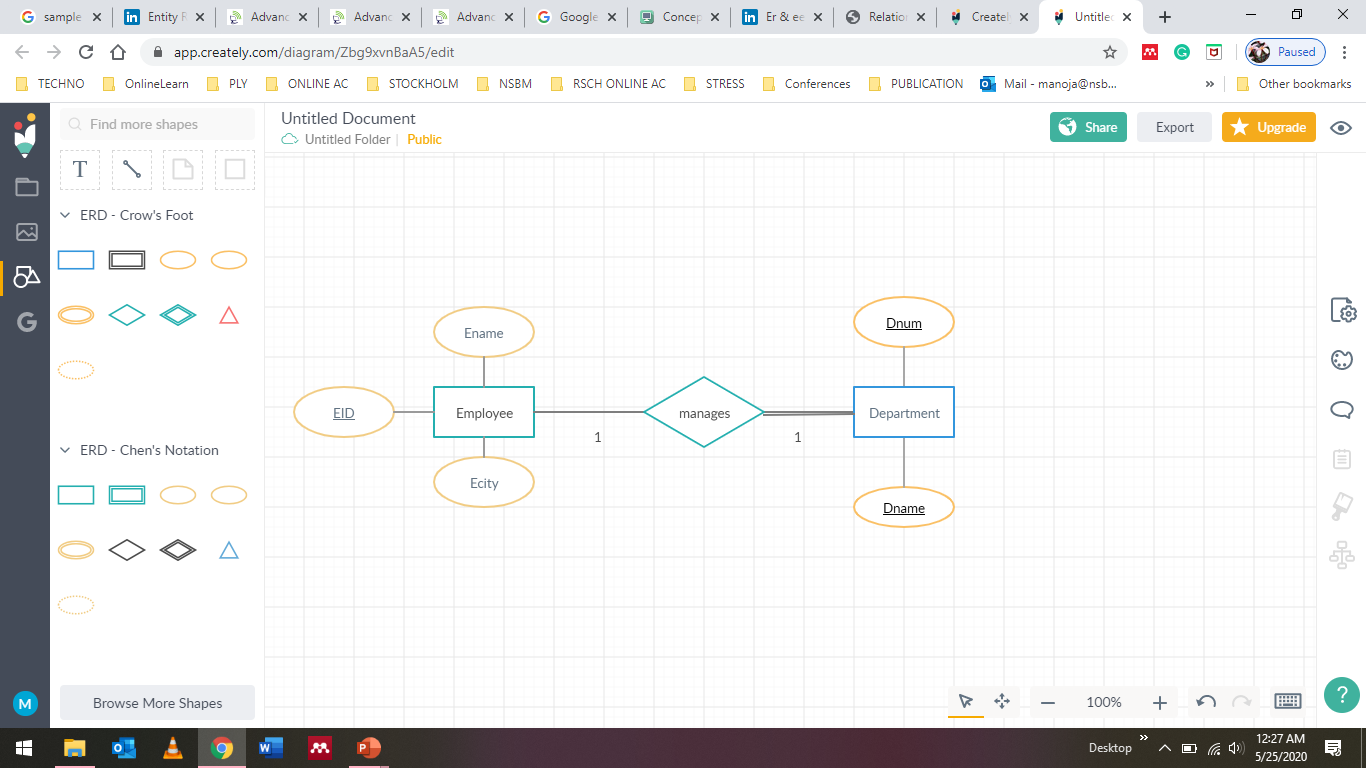 sample
Entity R
Advanc
Advanc
Advanc
Google
Concep
Er & ee
Relation
Creately
Untitled
app.creately.com/diagram/Zbg9xvnBaA5/edit
Paused
TECHNO
OnlineLearn
PLY
ONLINE AC
STOCKHOLM
NSBM
RSCH ONLINE AC
STRESS
Conferences
PUBLICATION
Mail - manoja@nsb...
»
Other bookmarks
Find more shapes
Untitled Document
Untitled Folder | Public
Share
Export
Upgrade
T
ERD - Crow's Foot
ERD - Chen's Notation
Browse More Shapes
Ename
EID
Employee
Ecity
1
manages
1
Dnum
Department
Dname
100%
?
M
Desktop
»
12:27 AM
5/25/2020